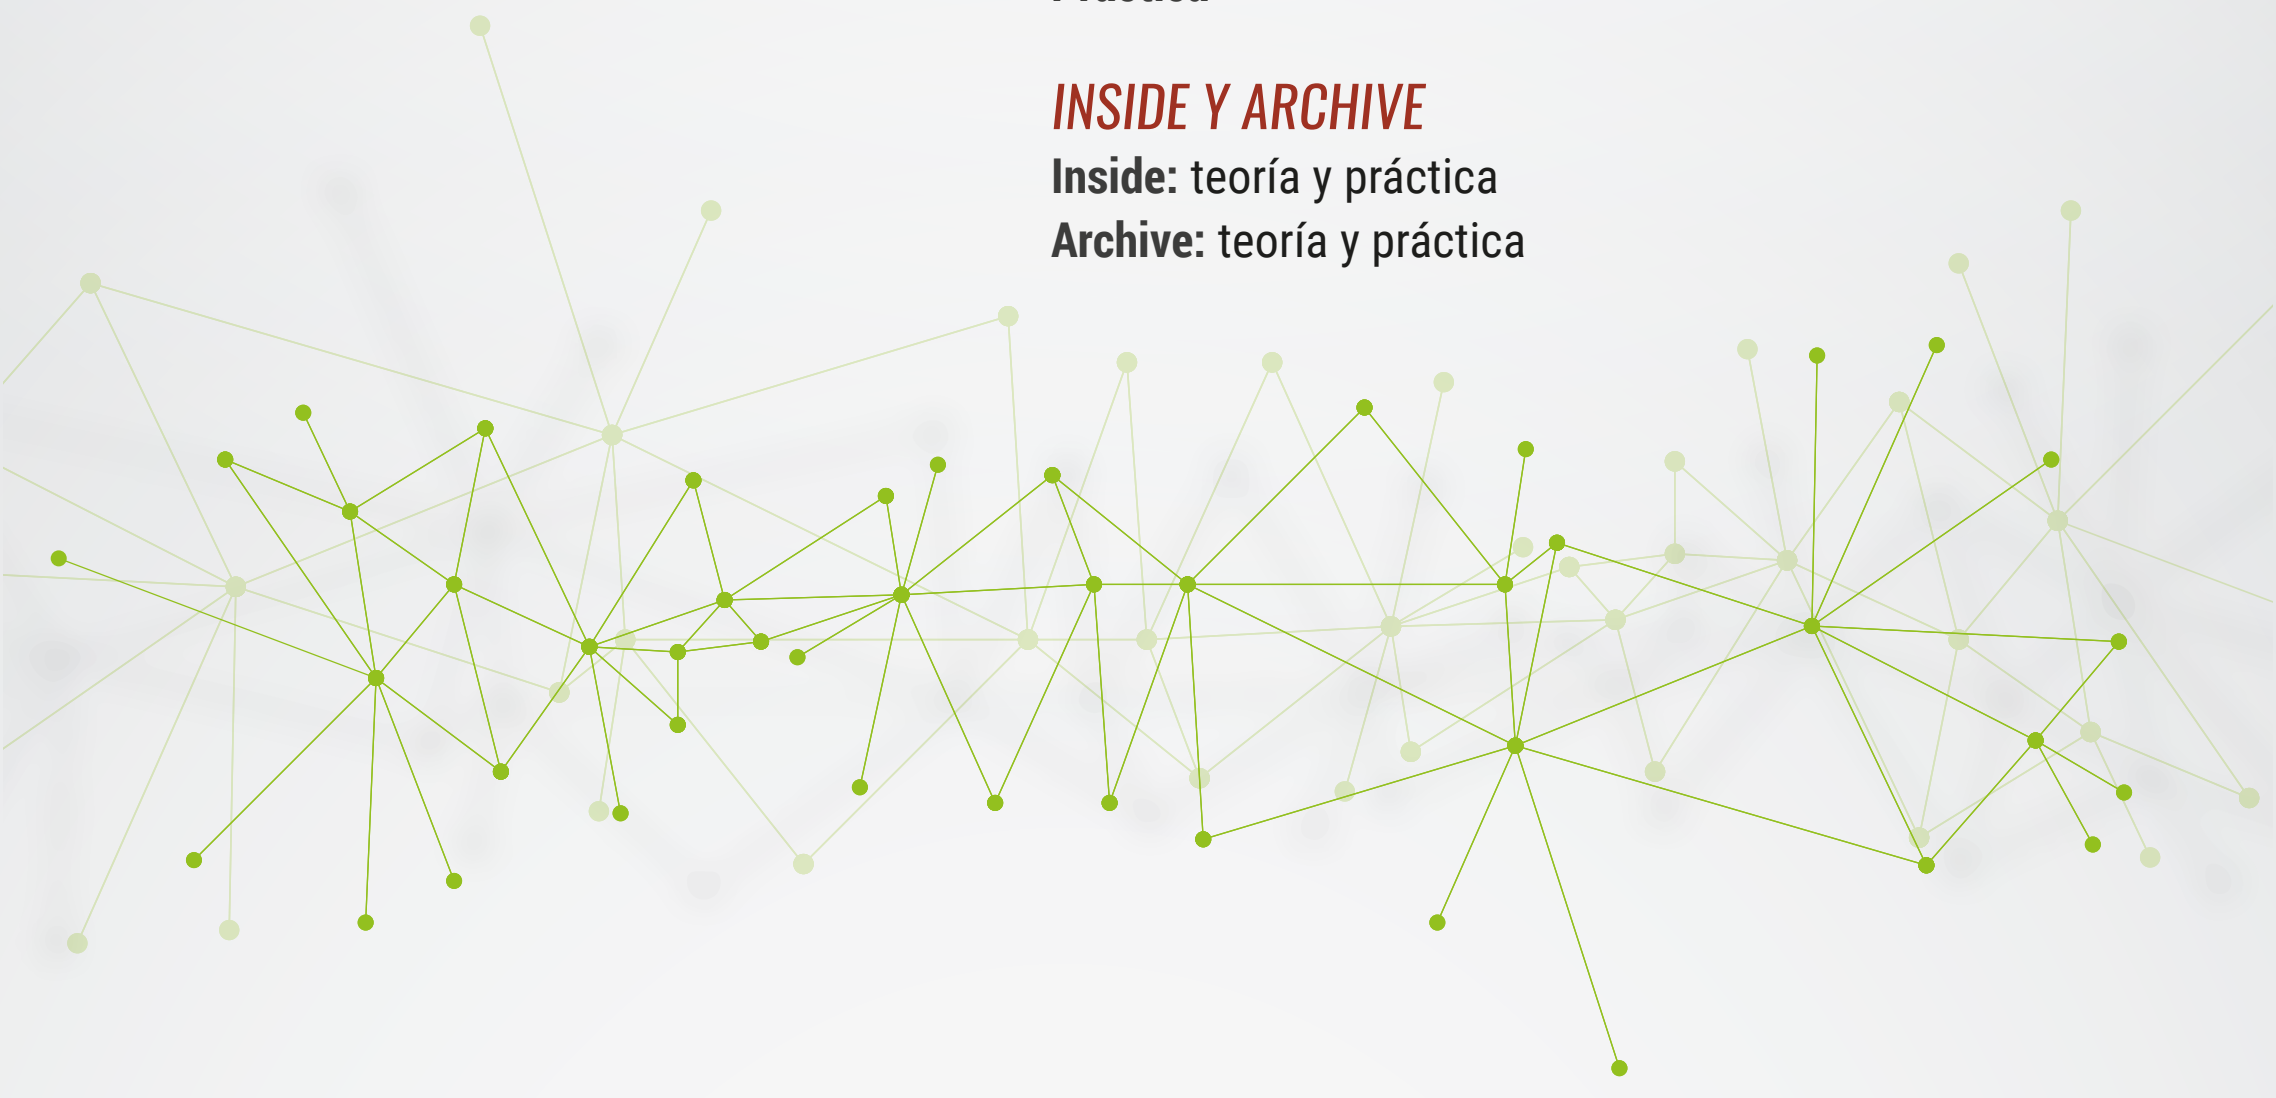 INSIDE Y ARCHIVE
Inside: teoría y práctica
Archive: teoría y práctica